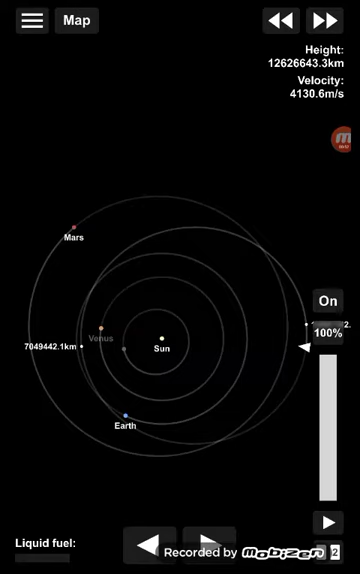 Map
Height:
12626643.3km
Velocity:
4130.6m/s
Mars
On
100%
Venus
7049442.1km
Sun
Earth
Liquid fuel:
Recorded by MOBIZEN